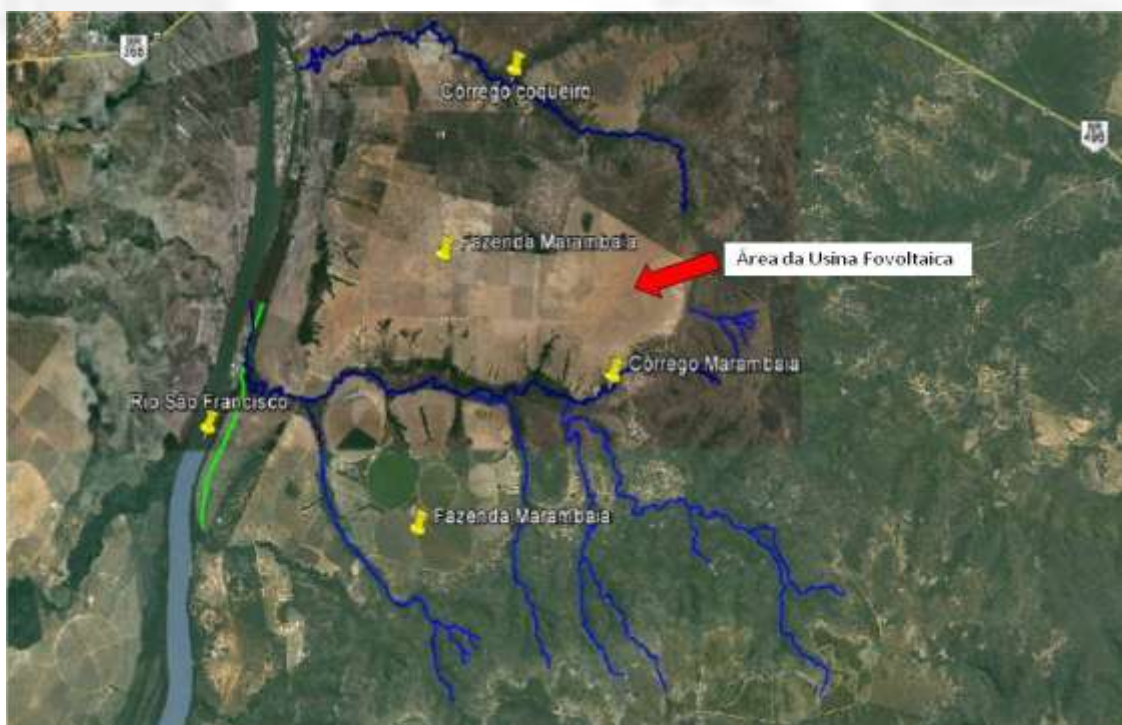 Córrego coqueiro
Fazenda Marambaia
Área da Usina Fovoltaica
Córrego Marambaia
Rio São Francisco
Fazenda Marambaia